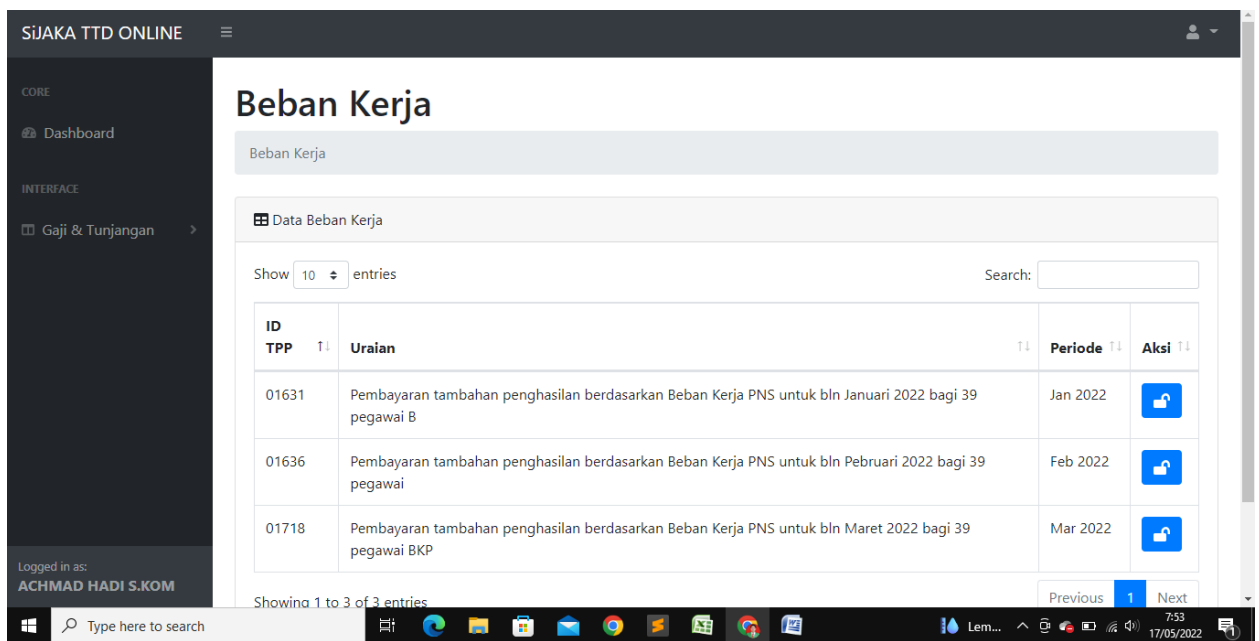 SiJAKA TTD ONLINE
CORE
Dashboard
INTERFACE
Gaji & Tunjangan
Logged in as:
ACHMAD HADI S.KOM
Beban Kerja
Beban Kerja
Data Beban Kerja
Show 10 entries
Search:
ID
TPP Uraian Periode Aksi
01631 Pembayaran tambahan penghasilan berdasarkan Beban Kerja PNS untuk bln Januari 2022 bagi 39 Jan 2022
pegawai B
01636 Pembayaran tambahan penghasilan berdasarkan Beban Kerja PNS untuk bln Pebruari 2022 bagi 39 Feb 2022
pegawai
01718 Pembayaran tambahan penghasilan berdasarkan Beban Kerja PNS untuk bln Maret 2022 bagi 39 Mar 2022
pegawai BKP
Showing 1 to 3 of 3 entries
Previous 1 Next
Type here to search
Lem...
7:53
17/05/2022
1